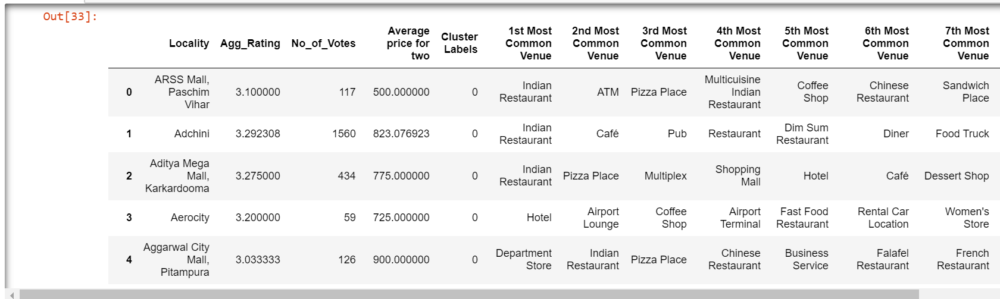 Out[33]:
Locality Agg_Rating No_of_Votes Average price for two Cluster Labels 1st Most Common Venue 2nd Most Common Venue 3rd Most Common Venue 4th Most Common Venue 5th Most Common Venue 6th Most Common Venue 7th Most Common Venue
0 ARSS Mall, Paschim Vihar 3.100000 117 500.000000 0 Indian Restaurant ATM Pizza Place Multicuisine Indian Restaurant Coffee Shop Chinese Restaurant Sandwich Place
1 Adchini 3.292308 1560 823.076923 0 Indian Restaurant Café Pub Restaurant Dim Sum Restaurant Diner Food Truck
2 Aditya Mega Mall, Karkardooma 3.275000 434 775.000000 0 Indian Restaurant Pizza Place Multiplex Shopping Mall Hotel Café Dessert Shop
3 Aerocity 3.200000 59 725.000000 0 Hotel Airport Lounge Coffee Shop Airport Terminal Fast Food Restaurant Rental Car Location Women's Store
4 Aggarwal City Mall, Pitampura 3.033333 126 900.000000 0 Department Store Indian Restaurant Pizza Place Chinese Restaurant Business Service Falafel Restaurant French Restaurant